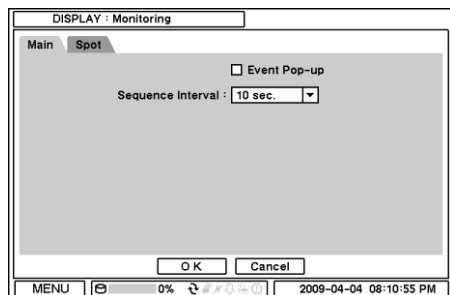 DISPLAY : Monitoring
Main Spot
Event Pop-up
Sequence Interval : 10 sec.
OK Cancel
MENU 0% 2009-04-04 08:10:55 PM